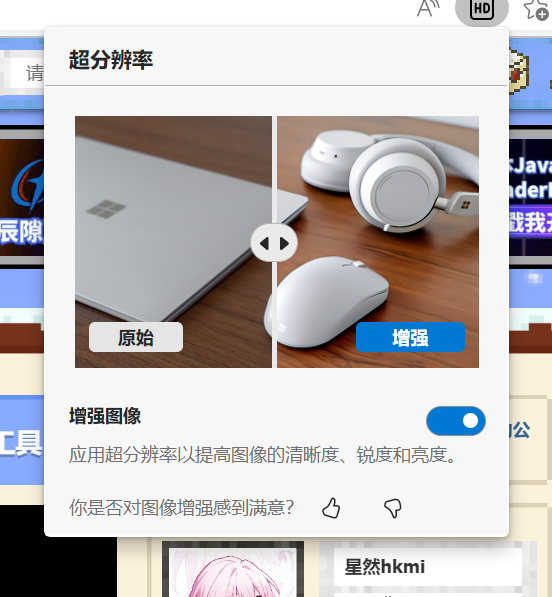 A
HD
超分辨率
请
Java
辰隙
戳我
原始
增强
增强图像
应用超分辨率以提高图像的清晰度、锐度和亮度。
工具
公
你是否对图像增强感到满意?
星然hkmi